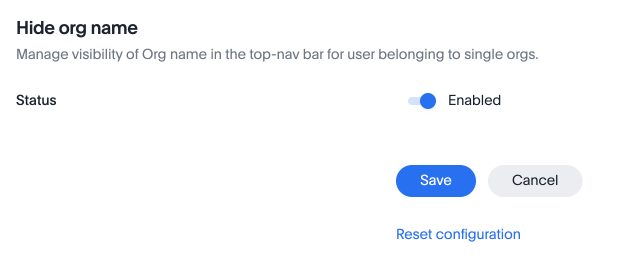 Hide org name
Manage visibility of Org name in the top-nav bar for user belonging to single orgs.
Status
Enabled
Save
Cancel
Reset configuration